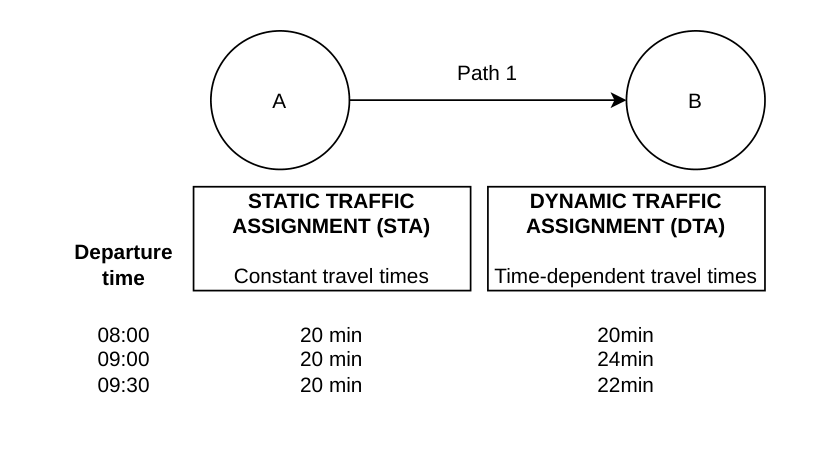 Path 1
A
B
STATIC TRAFFIC
ASSIGNMENT (STA)
Constant travel times
DYNAMIC TRAFFIC
ASSIGNMENT (DTA)
Time-dependent travel times
Departure
time
08:00 20 min 20min
09:00 20 min 24min
09:30 20 min 22min